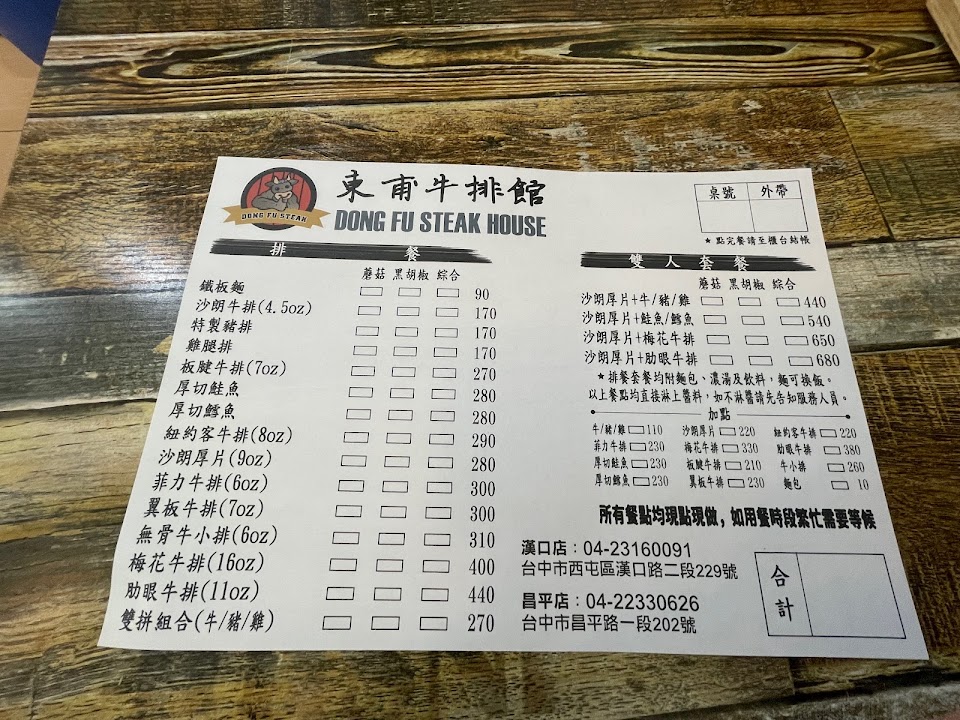 DONG FU STEAK
東甫牛排館
DONG FU STEAK HOUSE
桌號 外帶
★ 點完餐請至櫃台結帳
排餐
蘑菇 黑胡椒 綜合
鐵板麵 90
沙朗牛排(4.5oz) 170
特製豬排 170
雞腿排 170
板腱牛排(7oz) 270
厚切鮭魚 280
厚切鱈魚 280
紐約客牛排(8oz) 290
沙朗厚片(9oz) 280
菲力牛排(6oz) 300
翼板牛排(7oz) 300
無骨牛小排(6oz) 310
梅花牛排(16oz) 400
肋眼牛排(11oz) 440
雙拼組合(牛/豬/雞) 270
雙人套餐
蘑菇 黑胡椒 綜合
沙朗厚片+牛/豬/雞 440
沙朗厚片+鮭魚/鱈魚 540
沙朗厚片+梅花牛排 650
沙朗厚片+肋眼牛排 680
★ 排餐套餐均附麵包、濃湯及飲料，麵可換飯。
以上餐點均直接淋上醬料，如不淋醬請先告知服務人員。
加點
牛/豬/雞 110 沙朗厚片 220 紐約客牛排 220
菲力牛排 230 梅花牛排 330 肋眼牛排 380
厚切鮭魚 230 板腱牛排 210 牛小排 260
厚切鱈魚 230 翼板牛排 230 麵包 10
所有餐點均現點現做，如用餐時段繁忙需要等候
漢口店：04-23160091
台中市西屯區漢口路二段229號
昌平店：04-22330626
台中市昌平路一段202號
合計